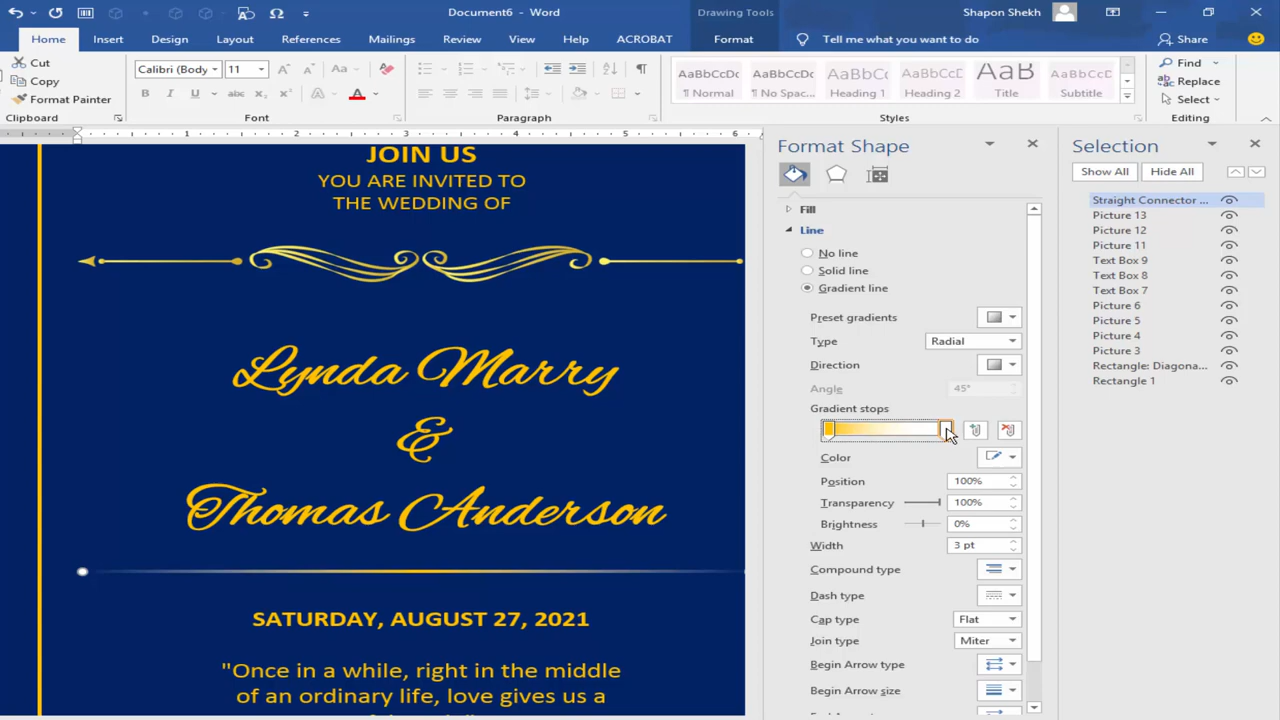 Document6 - Word
Drawing Tools
Shapon Shekh
Home Insert Design Layout References Mailings Review View Help ACROBAT Format Tell me what you want to do Share
Cut
Copy
Format Painter
Clipboard
Calibri (Body 11
Font
Paragraph
AaBbCcDc AaBbCcDc AaBbCc AaBbCcD AaB AaBbCcD
¶ Normal ¶ No Spac... Heading 1 Heading 2 Title Subtitle
Styles
Find
Replace
Select
Editing
1 2 3 4 5 6
JOIN US
YOU ARE INVITED TO
THE WEDDING OF
Lynda Marry
&
Thomas Anderson
SATURDAY, AUGUST 27, 2021
"Once in a while, right in the middle
of an ordinary life, love gives us a
Format Shape
Fill
Line
No line
Solid line
Gradient line
Preset gradients
Type Radial
Direction
Angle 45°
Gradient stops
Color
Position 100%
Transparency 100%
Brightness 0%
Width 3 pt
Compound type
Dash type
Cap type Flat
Join type Miter
Begin Arrow type
Begin Arrow size
Selection
Show All Hide All
Straight Connector ...
Picture 13
Picture 12
Picture 11
Text Box 9
Text Box 8
Text Box 7
Picture 6
Picture 5
Picture 4
Picture 3
Rectangle: Diagona...
Rectangle 1